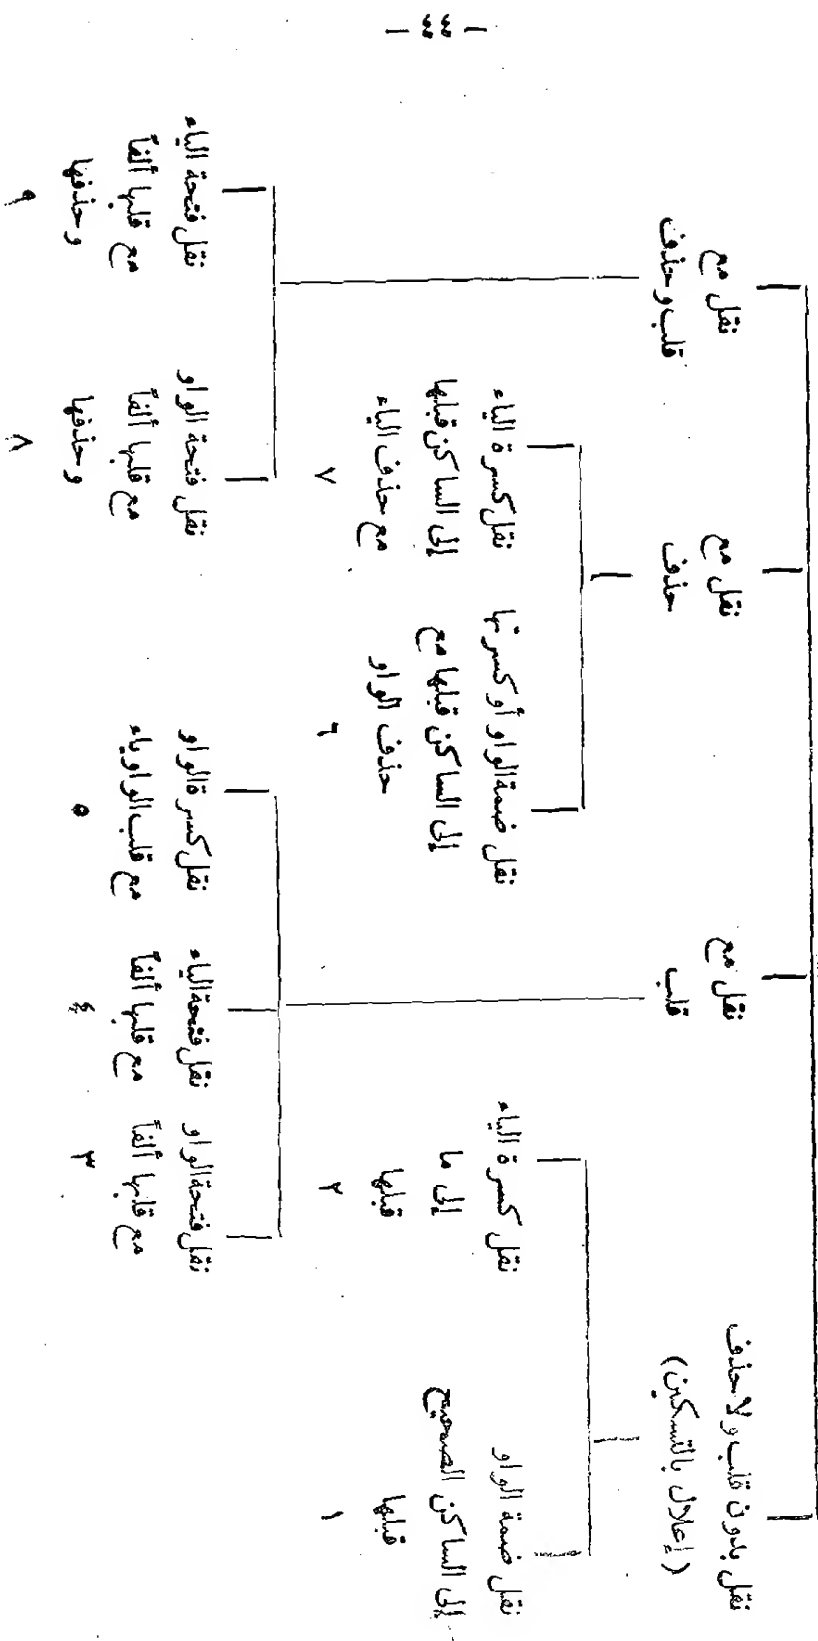 نقل بدون قلب ولا حذف
(إعلال بالتسكين)
نقل مع
قلب
نقل مع
حذف
نقل مع
قلب وحذف
نقل ضمة الواو
إلى الساكن الصحيح
قبلها
١
نقل كسرة الياء
إلى ما
قبلها
٢
نقل فتحة الواو
مع قلبها ألفاً
٣
نقل فتحة الياء
مع قلبها ألفاً
٤
نقل كسرة الواو
مع قلب الواو ياء
٥
نقل ضمة الواو أو كسرتها
إلى الساكن قبلها مع
حذف الواو
٦
نقل كسرة الياء
إلى الساكن قبلها
مع حذف الياء
٧
نقل فتحة الواو
مع قلبها ألفاً
وحذفها
٨
نقل فتحة الياء
مع قلبها ألفاً
وحذفها
٩